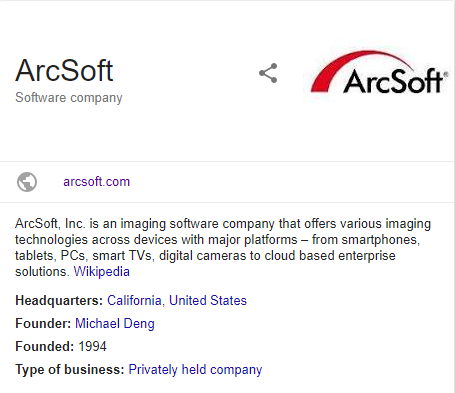 ArcSoft
Software company
ArcSoft®
arcsoft.com
ArcSoft, Inc. is an imaging software company that offers various imaging
technologies across devices with major platforms – from smartphones,
tablets, PCs, smart TVs, digital cameras to cloud based enterprise
solutions. Wikipedia
Headquarters: California, United States
Founder: Michael Deng
Founded: 1994
Type of business: Privately held company